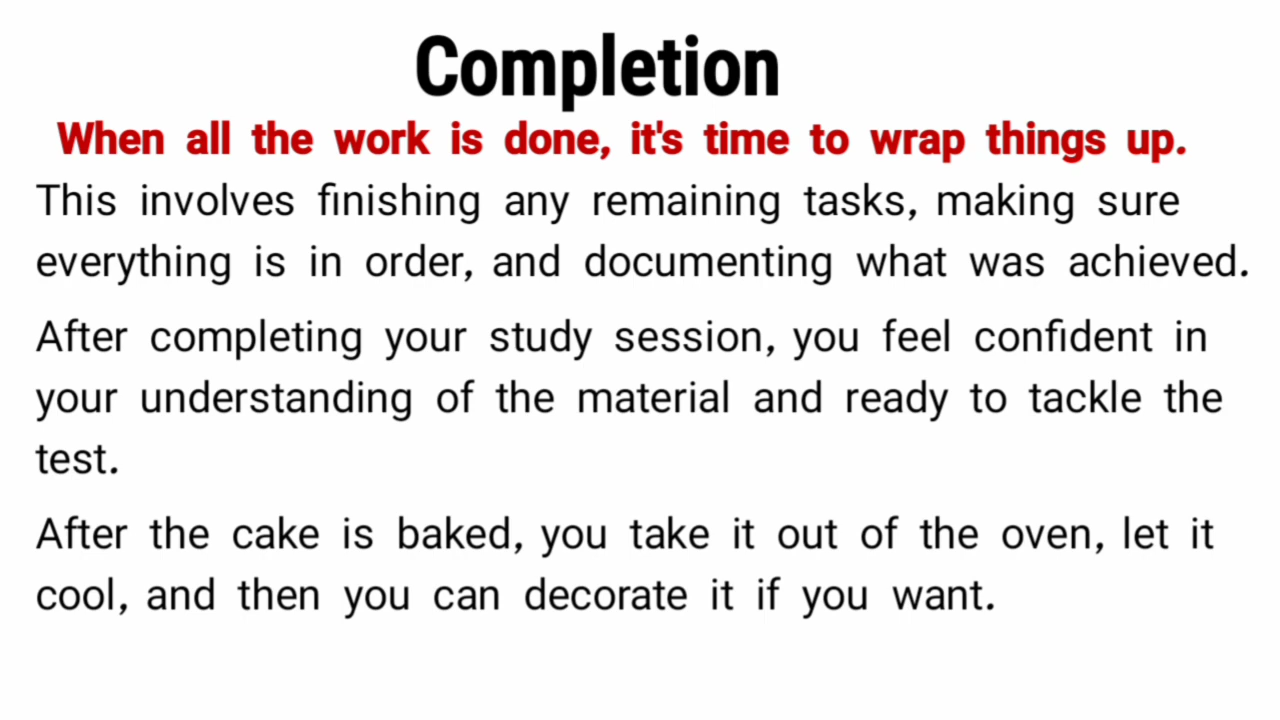 Completion
When all the work is done, it's time to wrap things up.
This involves finishing any remaining tasks, making sure
everything is in order, and documenting what was achieved.
After completing your study session, you feel confident in
your understanding of the material and ready to tackle the
test.
After the cake is baked, you take it out of the oven, let it
cool, and then you can decorate it if you want.